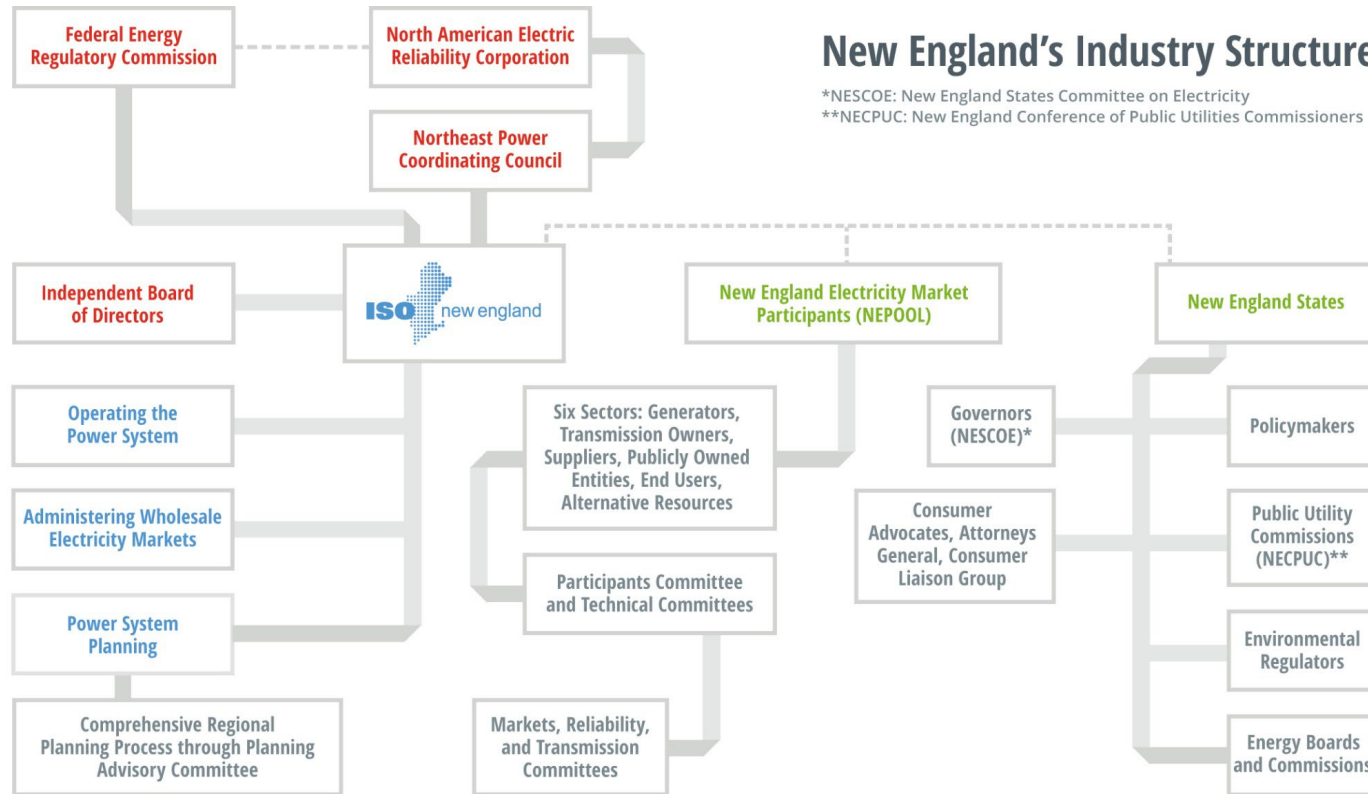 Federal Energy
Regulatory Commission
North American Electric
Reliability Corporation
New England's Industry Structure
*NESCOE: New England States Committee on Electricity
**NECPUC: New England Conference of Public Utilities Commissioners
Northeast Power
Coordinating Council
Independent Board
of Directors
ISO new england
New England Electricity Market
Participants (NEPOOL)
New England States
Operating the
Power System
Six Sectors: Generators,
Transmission Owners,
Suppliers, Publicly Owned
Entities, End Users,
Alternative Resources
Governors
(NESCOE)*
Policymakers
Administering Wholesale
Electricity Markets
Consumer
Advocates, Attorneys
General, Consumer
Liaison Group
Public Utility
Commissions
(NECPUC)**
Participants Committee
and Technical Committees
Power System
Planning
Environmental
Regulators
Comprehensive Regional
Planning Process through Planning
Advisory Committee
Markets, Reliability,
and Transmission
Committees
Energy Boards
and Commissions